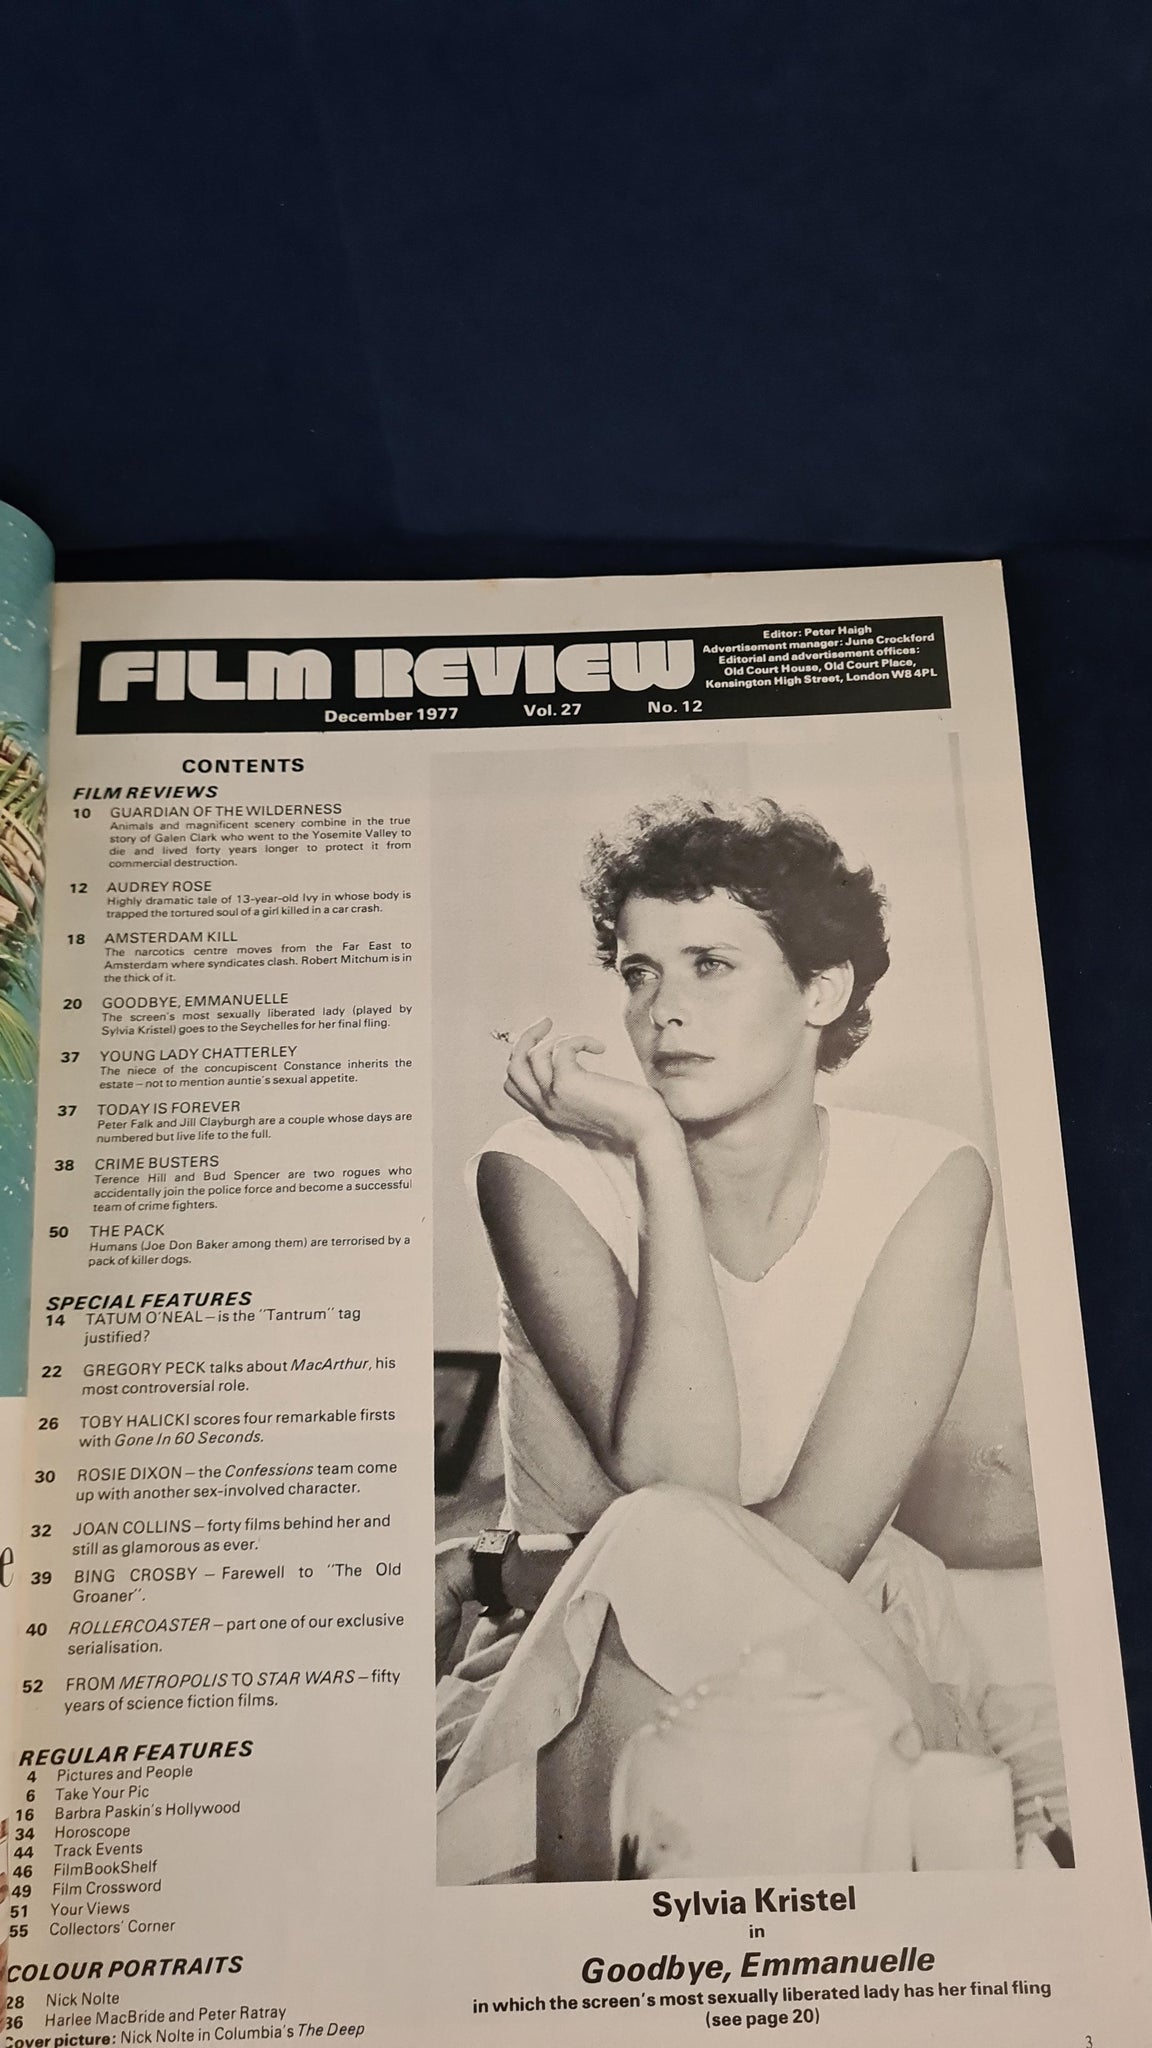 FILM REVIEW
Editor: Peter Haigh
Advertisement manager: June Crockford
Editorial and advertisement offices:
Old Court House, Old Court Place,
Kensington High Street, London W8 4PL
December 1977 Vol. 27 No. 12
CONTENTS
FILM REVIEWS
10 GUARDIAN OF THE WILDERNESS
Animals and magnificent scenery combine in the true
story of Galen Clark who went to the Yosemite Valley to
die and lived forty years longer to protect it from
commercial destruction.
12 AUDREY ROSE
Highly dramatic tale of 13-year-old Ivy in whose body is
trapped the tortured soul of a girl killed in a car crash.
18 AMSTERDAM KILL
The narcotics centre moves from the Far East to
Amsterdam where syndicates clash. Robert Mitchum is in
the thick of it.
20 GOODBYE, EMMANUELLE
The screen's most sexually liberated lady (played by
Sylvia Kristel) goes to the Seychelles for her final fling.
37 YOUNG LADY CHATTERLEY
The niece of the concupiscent Constance inherits the
estate – not to mention auntie's sexual appetite.
37 TODAY IS FOREVER
Peter Falk and Jill Clayburgh are a couple whose days are
numbered but live life to the full.
38 CRIME BUSTERS
Terence Hill and Bud Spencer are two rogues who
accidentally join the police force and become a successful
team of crime fighters.
50 THE PACK
Humans (Joe Don Baker among them) are terrorised by a
pack of killer dogs.
SPECIAL FEATURES
14 TATUM O'NEAL – is the "Tantrum" tag
justified?
22 GREGORY PECK talks about MacArthur, his
most controversial role.
26 TOBY HALICKI scores four remarkable firsts
with Gone In 60 Seconds.
30 ROSIE DIXON – the Confessions team come
up with another sex-involved character.
32 JOAN COLLINS – forty films behind her and
still as glamorous as ever.
39 BING CROSBY – Farewell to "The Old
Groaner".
40 ROLLERCOASTER – part one of our exclusive
serialisation.
52 FROM METROPOLIS TO STAR WARS – fifty
years of science fiction films.
REGULAR FEATURES
4 Pictures and People
6 Take Your Pic
16 Barbra Paskin's Hollywood
34 Horoscope
44 Track Events
46 FilmBookShelf
49 Film Crossword
51 Your Views
55 Collectors' Corner
COLOUR PORTRAITS
28 Nick Nolte
36 Harlee MacBride and Peter Ratray
Cover picture: Nick Nolte in Columbia's The Deep
Sylvia Kristel
in
Goodbye, Emmanuelle
in which the screen's most sexually liberated lady has her final fling
(see page 20)
3